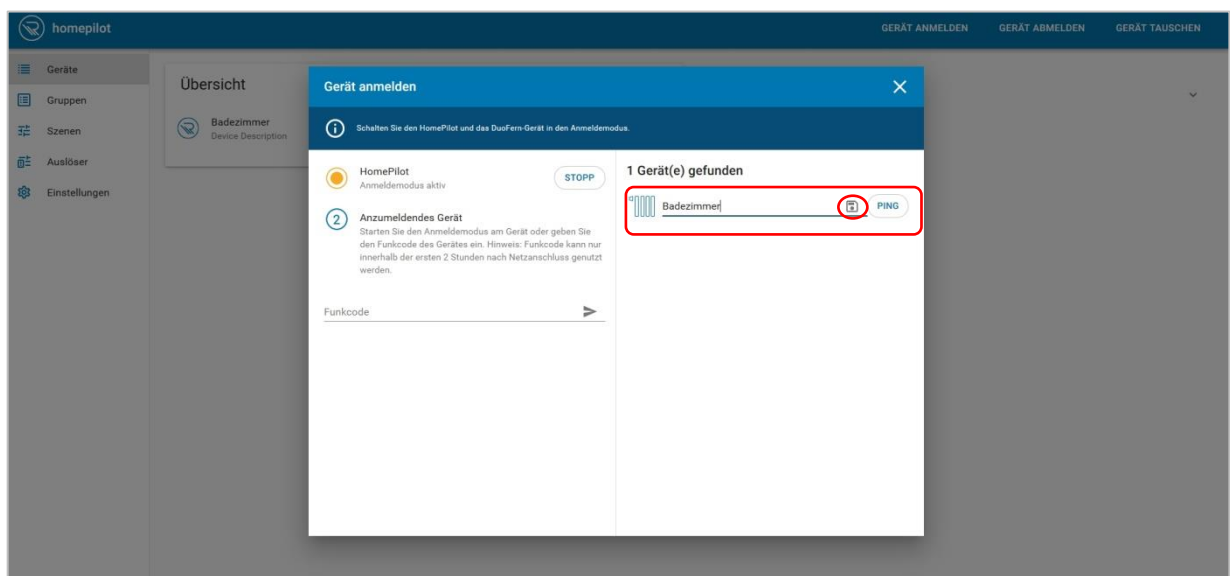 homepilot
GERÄT ANMELDEN
GERÄT ABMELDEN
GERÄT TAUSCHEN
Geräte
Gruppen
Szenen
Auslöser
Einstellungen
Übersicht
Badezimmer
Device Description
Gerät anmelden
Schalten Sie den HomePilot und das DuoFern-Gerät in den Anmeldemodus.
HomePilot
Anmeldemodus aktiv
STOPP
2
Anzumeldendes Gerät
Starten Sie den Anmeldemodus am Gerät oder geben Sie
den Funkcode des Gerätes ein. Hinweis: Funkcode kann nur
innerhalb der ersten 2 Stunden nach Netzanschluss genutzt
werden.
Funkcode
1 Gerät(e) gefunden
Badezimmer
PING